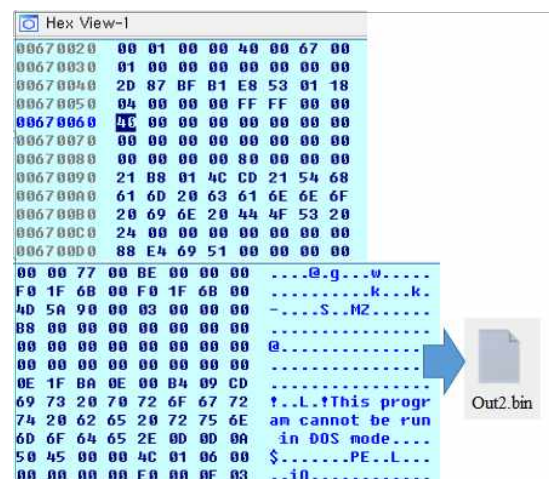 Hex View-1
00670020 00 01 00 00 40 00 67 00
00670030 01 00 00 00 00 00 00 00
00670040 2D 87 BF B1 E8 53 01 18
00670050 04 00 00 00 FF FF 00 00
00670060 40 00 00 00 00 00 00 00
00670070 00 00 00 00 00 00 00 00
00670080 00 00 00 00 80 00 00 00
00670090 21 B8 01 4C CD 21 54 68
006700A0 61 6D 20 63 61 6E 6E 6F
006700B0 20 69 6E 20 44 4F 53 20
006700C0 24 00 00 00 00 00 00 00
006700D0 88 E4 69 51 00 00 00 00
00 00 77 00 BE 00 00 00 ....@.g...w.....
F0 1F 6B 00 F0 1F 6B 00 ..........k...k.
4D 5A 90 00 03 00 00 00 -....S..MZ......
B8 00 00 00 00 00 00 00 ................
00 00 00 00 00 00 00 00 @...............
00 00 00 00 00 00 00 00 ................
0E 1F BA 0E 00 B4 09 CD ................
69 73 20 70 72 6F 67 72 !..L.!This progr
74 20 62 65 20 72 75 6E am cannot be run
6D 6F 64 65 2E 0D 0D 0A in DOS mode....
50 45 00 00 4C 01 06 00 $.......PE..L...
00 00 00 00 F0 00 0F 03 ..iQ............
Out2.bin